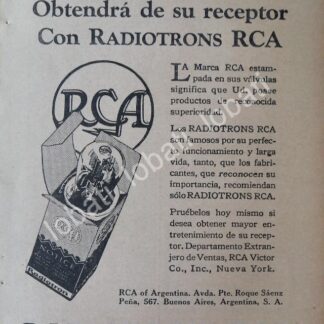 Obtendrá de su receptor
Con RADIOTRONS RCA
LA Marca RCA estam-
pada en sus válvulas
significa que Ud. posee
productos de reconocida
superioridad.
Los RADIOTRONS RCA
son famosos por su perfec-
to funcionamiento y larga
vida, tanto, que los fabri-
cantes, que reconocen su
importancia, recomiendan
sólo RADIOTRONS RCA.
Pruébelos hoy mismo si
desea obtener mayor en-
tretenimiento de su recep-
tor. Departamento Extran-
jero de Ventas, RCA Victor
Co., Inc., Nueva York.
RCA of Argentina. Avda. Pte. Roque Sáenz
Peña, 567. Buenos Aires, Argentina, S. A.
RCA
Radiotron